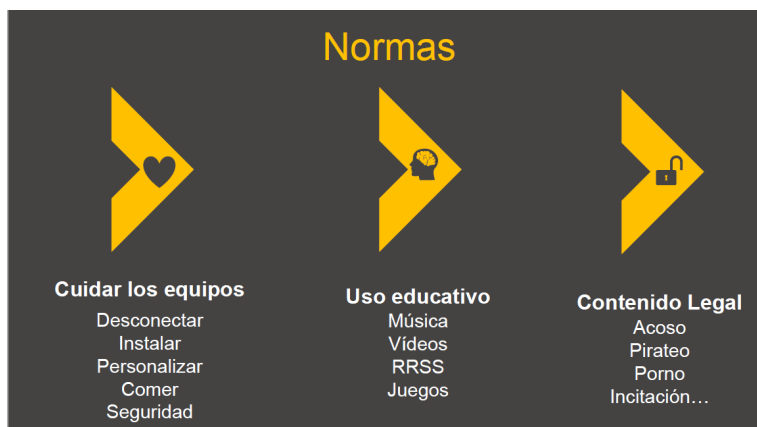 Normas
Cuidar los equipos
Desconectar
Instalar
Personalizar
Comer
Seguridad
Uso educativo
Música
Vídeos
RRSS
Juegos
Contenido Legal
Acoso
Pirateo
Porno
Incitación…